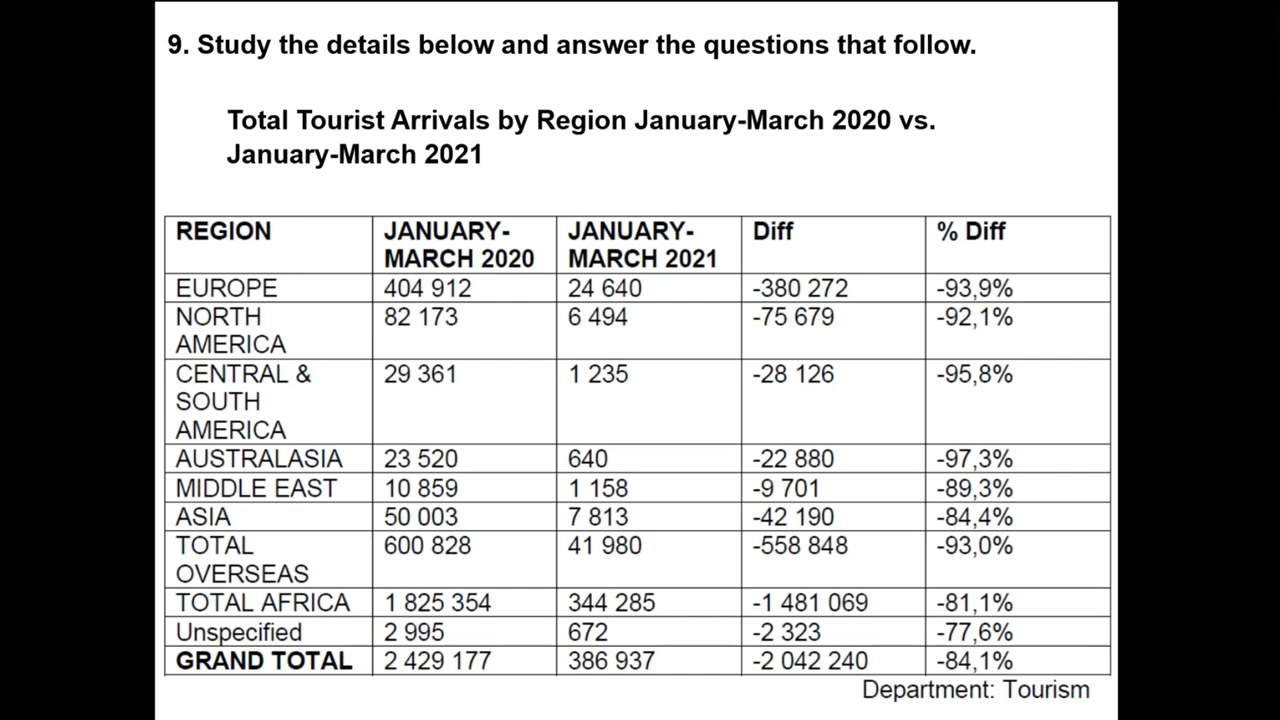 9. Study the details below and answer the questions that follow.
Total Tourist Arrivals by Region January-March 2020 vs.
January-March 2021
REGION JANUARY-MARCH 2020 JANUARY-MARCH 2021 Diff % Diff
EUROPE 404 912 24 640 -380 272 -93,9%
NORTH AMERICA 82 173 6 494 -75 679 -92,1%
CENTRAL & SOUTH AMERICA 29 361 1 235 -28 126 -95,8%
AUSTRALASIA 23 520 640 -22 880 -97,3%
MIDDLE EAST 10 859 1 158 -9 701 -89,3%
ASIA 50 003 7 813 -42 190 -84,4%
TOTAL OVERSEAS 600 828 41 980 -558 848 -93,0%
TOTAL AFRICA 1 825 354 344 285 -1 481 069 -81,1%
Unspecified 2 995 672 -2 323 -77,6%
GRAND TOTAL 2 429 177 386 937 -2 042 240 -84,1%
Department: Tourism